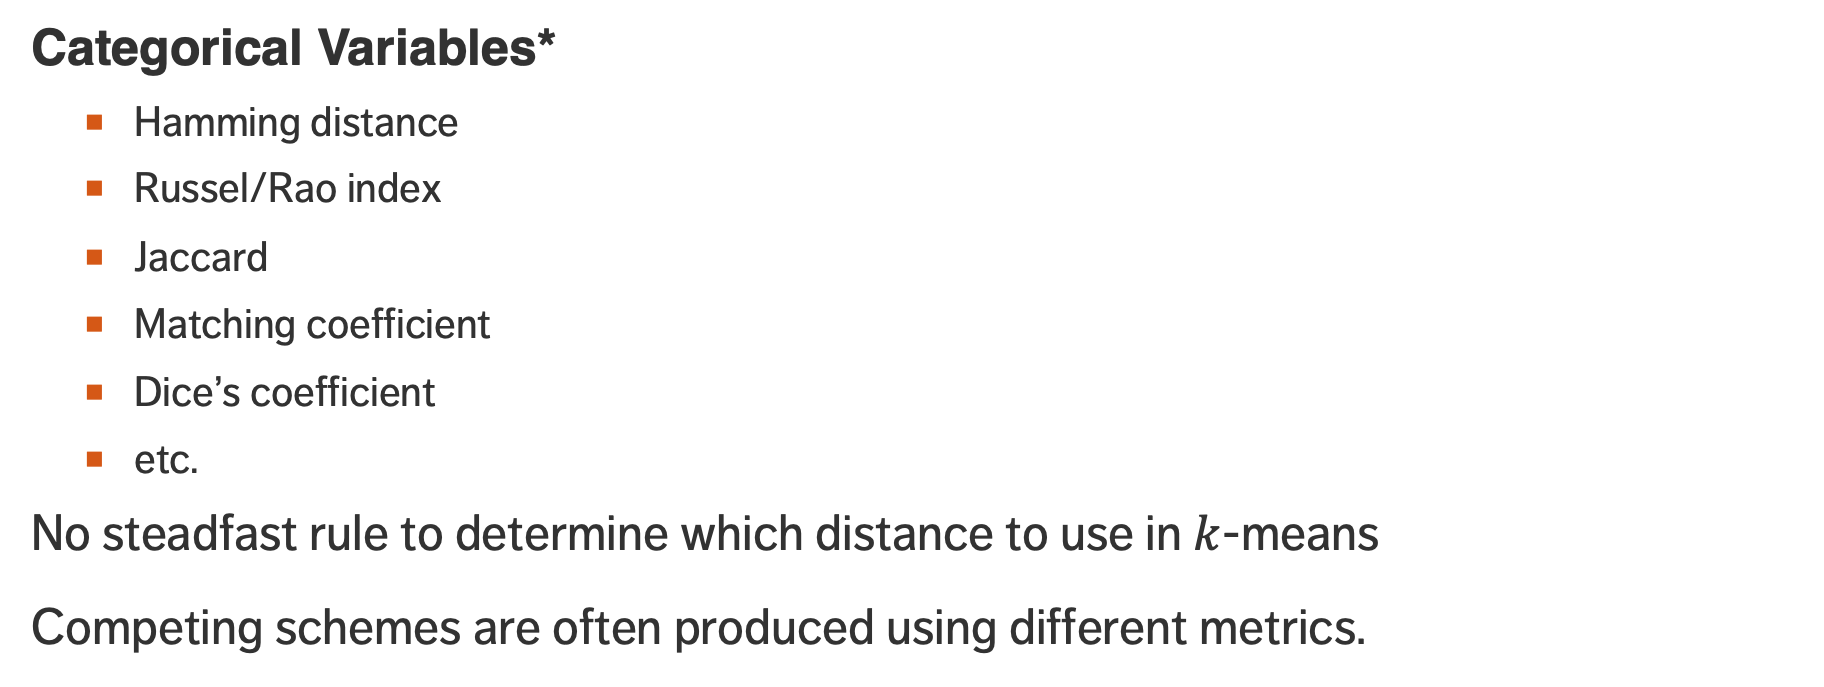 Categorical Variables*
Hamming distance
Russel/Rao index
Jaccard
Matching coefficient
Dice’s coefficient
etc.
No steadfast rule to determine which distance to use in k-means
Competing schemes are often produced using different metrics.